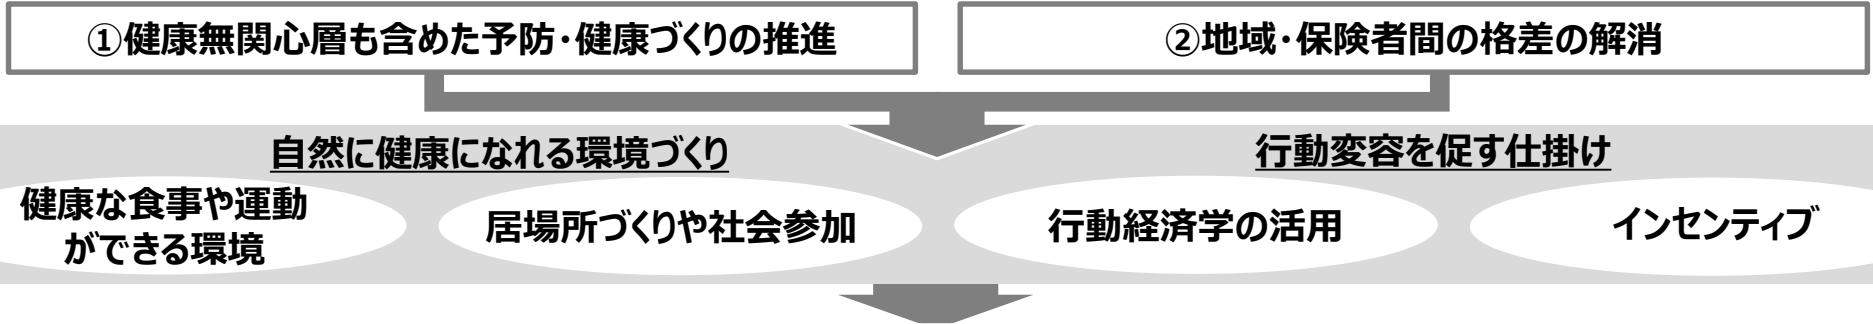 ①健康無関心層も含めた予防・健康づくりの推進
②地域・保険者間の格差の解消
自然に健康になれる環境づくり
行動変容を促す仕掛け
健康な食事や運動
ができる環境
居場所づくりや社会参加
行動経済学の活用
インセンティブ